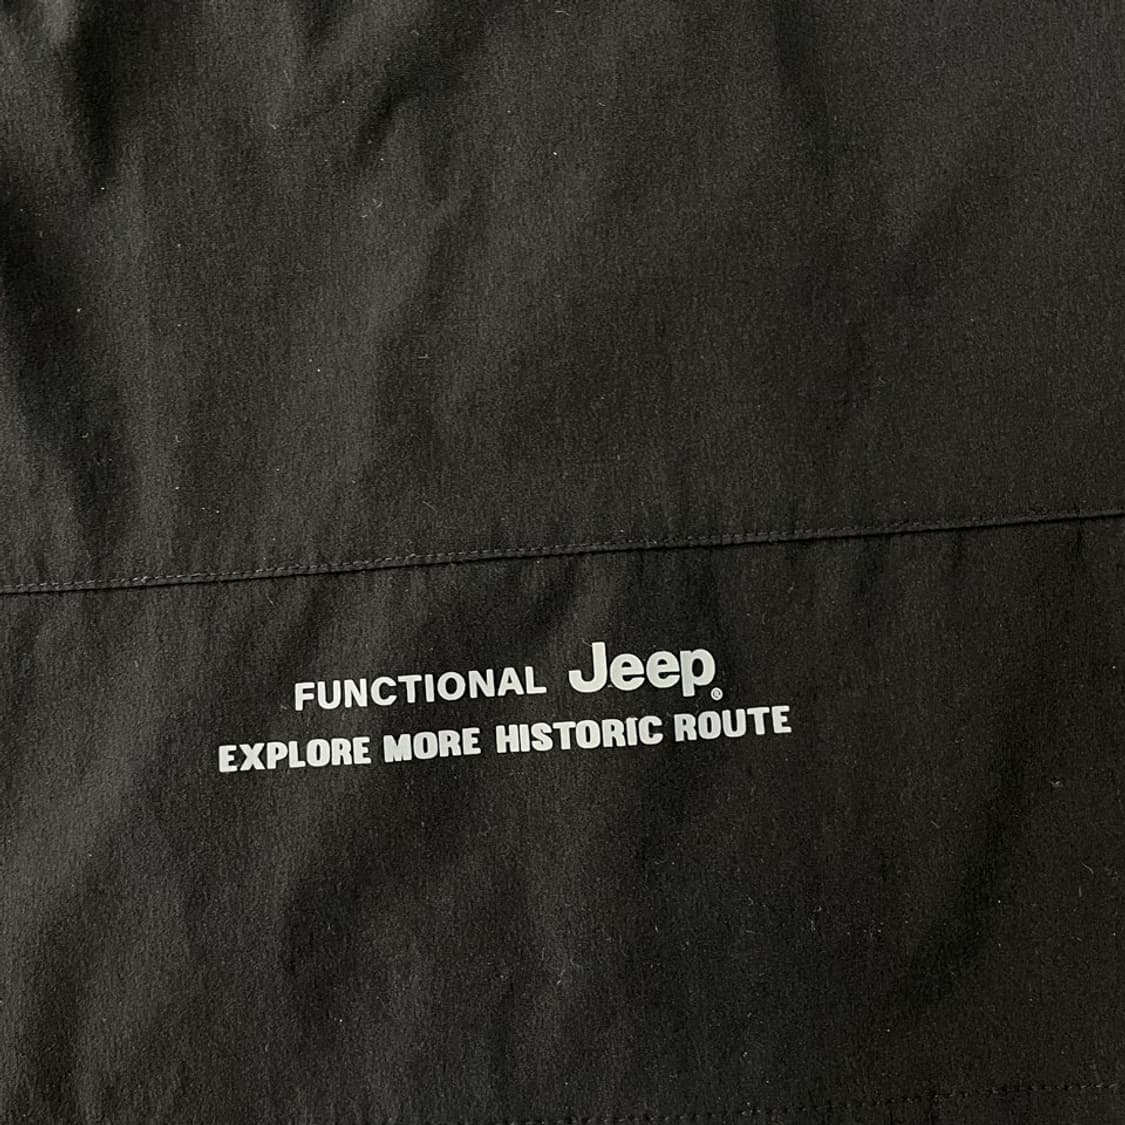 FUNCTIONAL Jeep®
EXPLORE MORE HISTORIC ROUTE